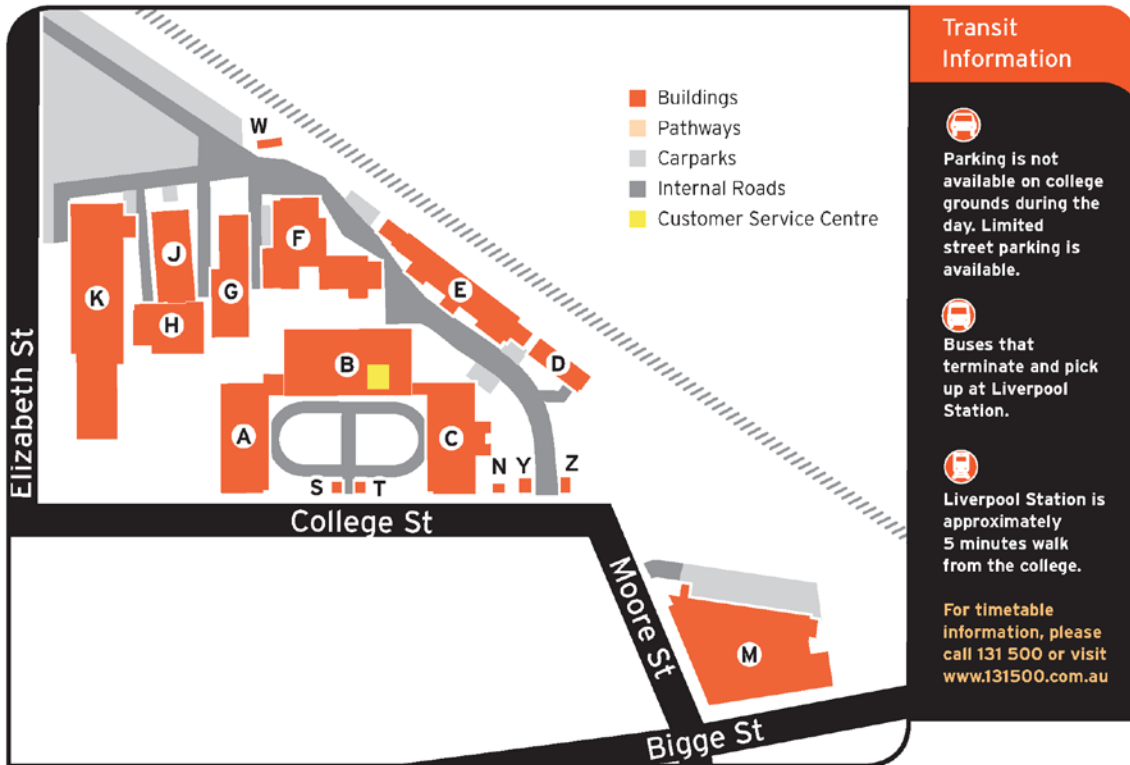 Transit
Information
Buildings
Pathways
Carparks
Internal Roads
Customer Service Centre
W
K
J
H
G
F
E
D
B
A
C
N
Y
Z
S
T
M
Elizabeth St
College St
Moore St
Bigge St
Parking is not
available on college
grounds during the
day. Limited
street parking is
available.
Buses that
terminate and pick
up at Liverpool
Station.
Liverpool Station is
approximately
5 minutes walk
from the college.
For timetable
information, please
call 131 500 or visit
www.131500.com.au